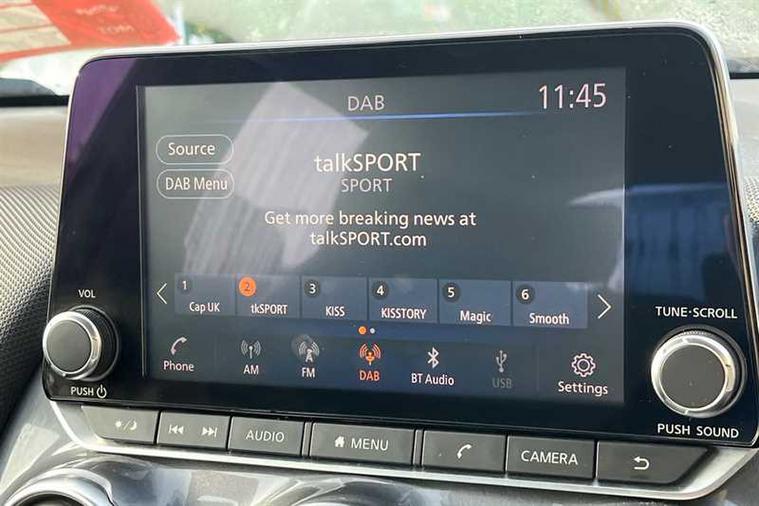 TOM
DAB
11:45
Source
talkSPORT
SPORT
DAB Menu
Get more breaking news at
talkSPORT.com
1 Cap UK
2 tkSPORT
3 KISS
4 KISSTORY
5 Magic
6 Smooth
VOL
TUNE·SCROLL
Phone
AM
FM
DAB
BT Audio
USB
Settings
PUSH
PUSH SOUND
AUDIO
MENU
CAMERA